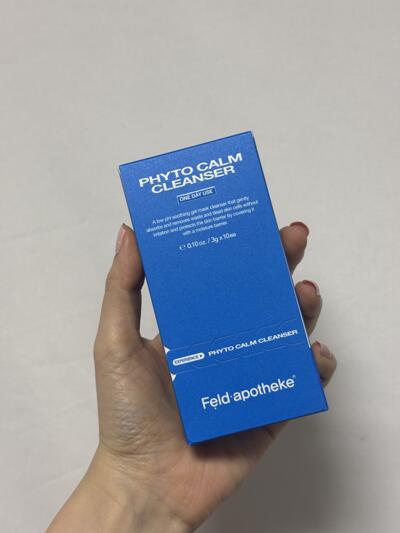 PHYTO CALM
CLEANSER
ONE DAY USE
A low pH soothing gel mask cleanser that gently
absorbs and removes waste and dead skin cells without
irritation and protects the skin barrier by covering it
with a moisture barrier.
℮ 0.10 oz. / 3g x 10ea
EXPERIENCE PHYTO CALM CLEANSER
Feld·apotheke®